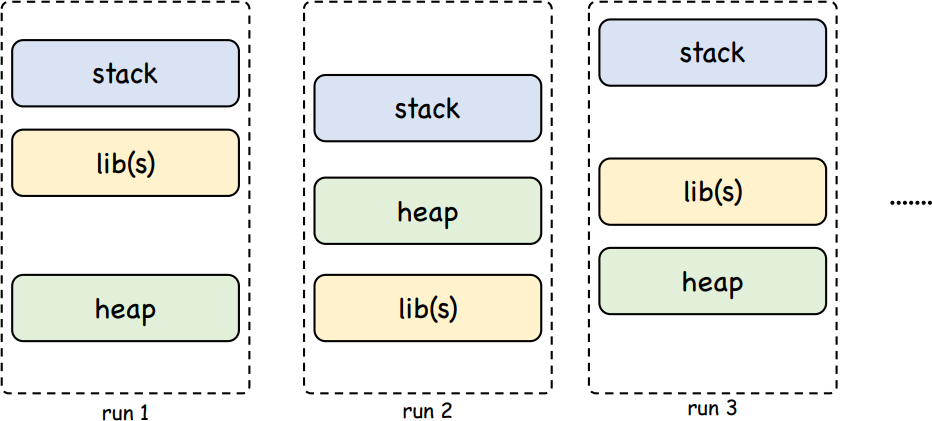 stack
lib(s)
heap
run 1
stack
heap
lib(s)
run 2
stack
lib(s)
heap
run 3
.......